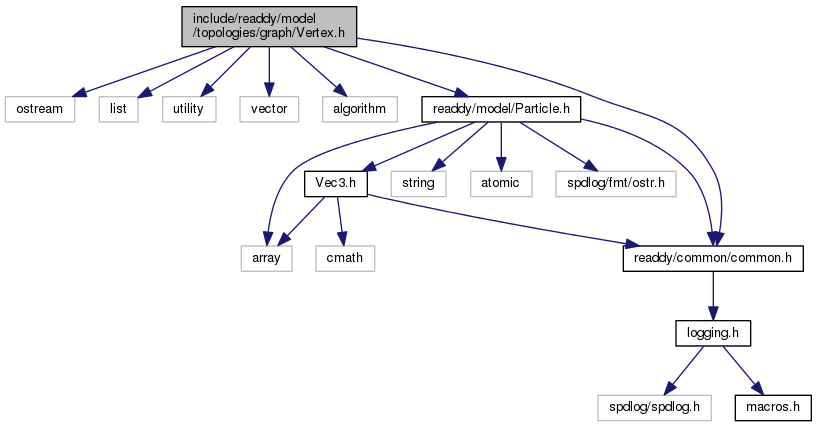 include/readdy/model
/topologies/graph/Vertex.h
ostream
list
utility
vector
algorithm
readdy/model/Particle.h
Vec3.h
string
atomic
spdlog/fmt/ostr.h
array
cmath
readdy/common/common.h
logging.h
spdlog/spdlog.h
macros.h